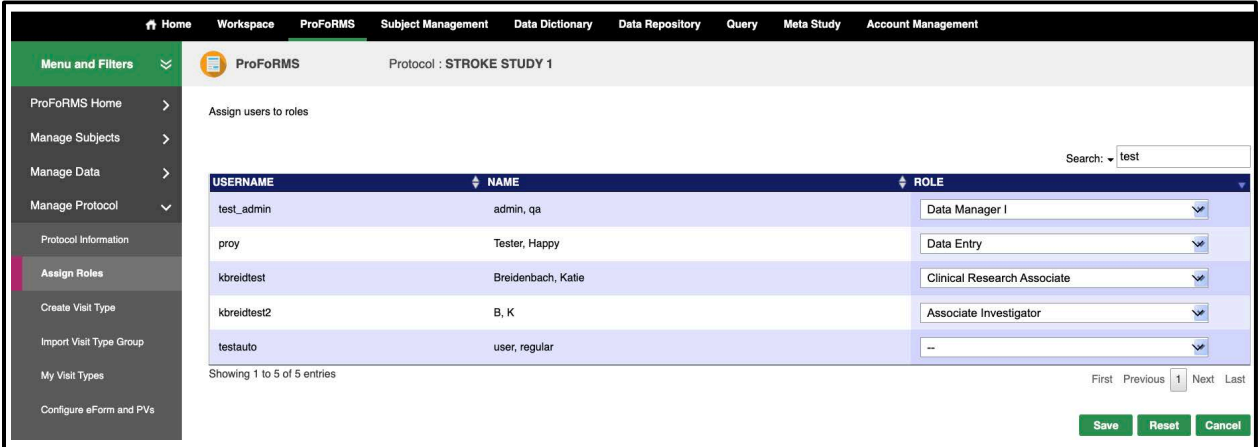 Home Workspace ProFoRMS Subject Management Data Dictionary Data Repository Query Meta Study Account Management
Menu and Filters ProFoRMS Protocol : STROKE STUDY 1
ProFoRMS Home
Manage Subjects
Manage Data
Manage Protocol
Protocol Information
Assign Roles
Create Visit Type
Import Visit Type Group
My Visit Types
Configure eForm and PVs
Assign users to roles
Search: test
USERNAME NAME ROLE
test_admin admin, qa Data Manager I
proy Tester, Happy Data Entry
kbreidtest Breidenbach, Katie Clinical Research Associate
kbreidtest2 B, K Associate Investigator
testauto user, regular --
Showing 1 to 5 of 5 entries First Previous 1 Next Last
Save Reset Cancel